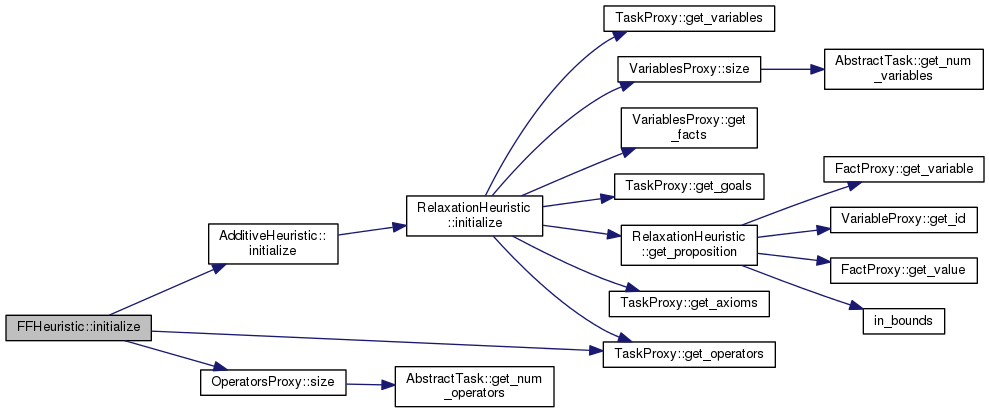 TaskProxy::get_variables
VariablesProxy::size
AbstractTask::get_num
_variables
VariablesProxy::get
_facts
FactProxy::get_variable
TaskProxy::get_goals
RelaxationHeuristic
::initialize
VariableProxy::get_id
AdditiveHeuristic::
initialize
RelaxationHeuristic
::get_proposition
FactProxy::get_value
TaskProxy::get_axioms
in_bounds
FFHeuristic::initialize
TaskProxy::get_operators
OperatorsProxy::size
AbstractTask::get_num
_operators